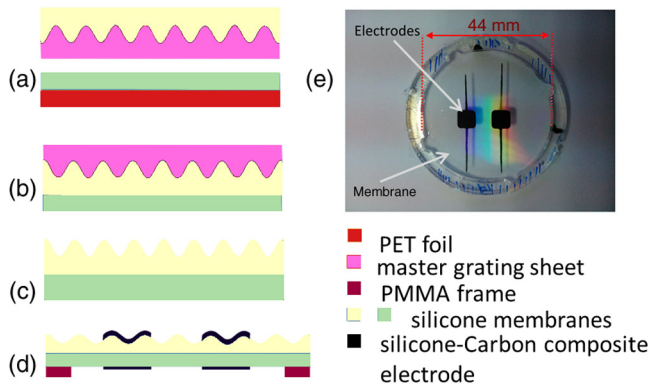 (a)
(b)
(c)
(d)
(e)
Electrodes
44 mm
Membrane
PET foil
master grating sheet
PMMA frame
silicone membranes
silicone-Carbon composite
electrode